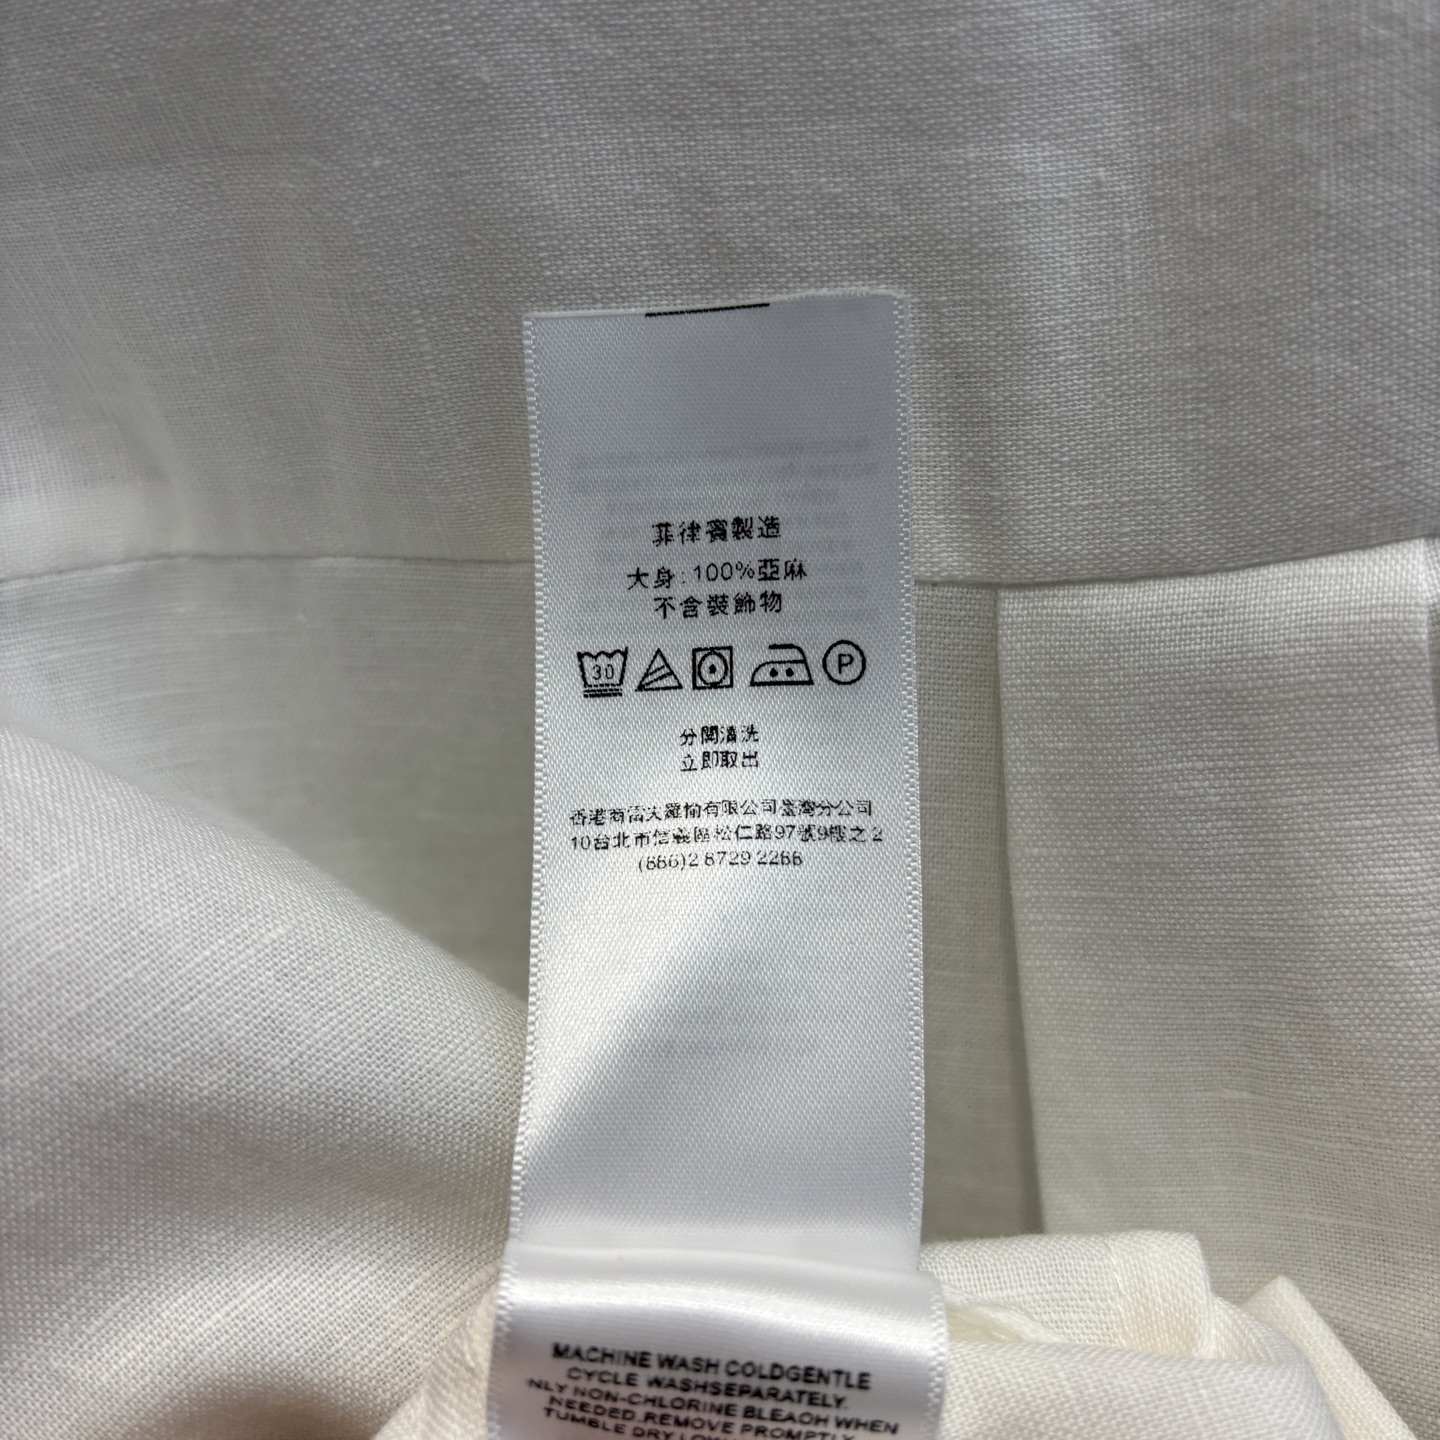 菲律賓製造
大身:100%亞麻
不含裝飾物
30
P
分開清洗
立即取出
香港商雷夫羅倫有限公司臺灣分公司
110台北市信義區松仁路97號9樓之2
(886)2 8729 2288
MACHINE WASH COLDGENTLE
CYCLE WASHSEPARATELY.
NLY NON-CHLORINE BLEACH WHEN
NEEDED.REMOVE PROMPTLY
TUMBLE DRY